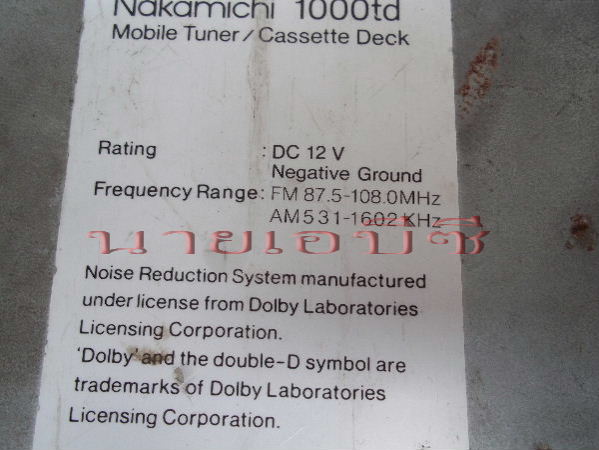 Nakamichi 1000td
Mobile Tuner/Cassette Deck
Rating : DC 12 V
Negative Ground
Frequency Range: FM 87.5-108.0MHz
AM 531-1602 KHz
นายเอบีซี
Noise Reduction System manufactured
under license from Dolby Laboratories
Licensing Corporation.
'Dolby' and the double-D symbol are
trademarks of Dolby Laboratories
Licensing Corporation.